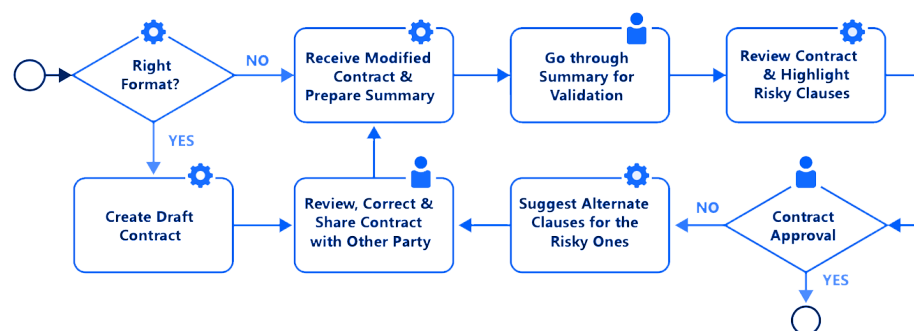 Right
Format?
NO
YES
Receive Modified
Contract &
Prepare Summary
Go through
Summary for
Validation
Review Contract
& Highlight
Risky Clauses
Create Draft
Contract
Review, Correct &
Share Contract
with Other Party
Suggest Alternate
Clauses for the
Risky Ones
NO
Contract
Approval
YES